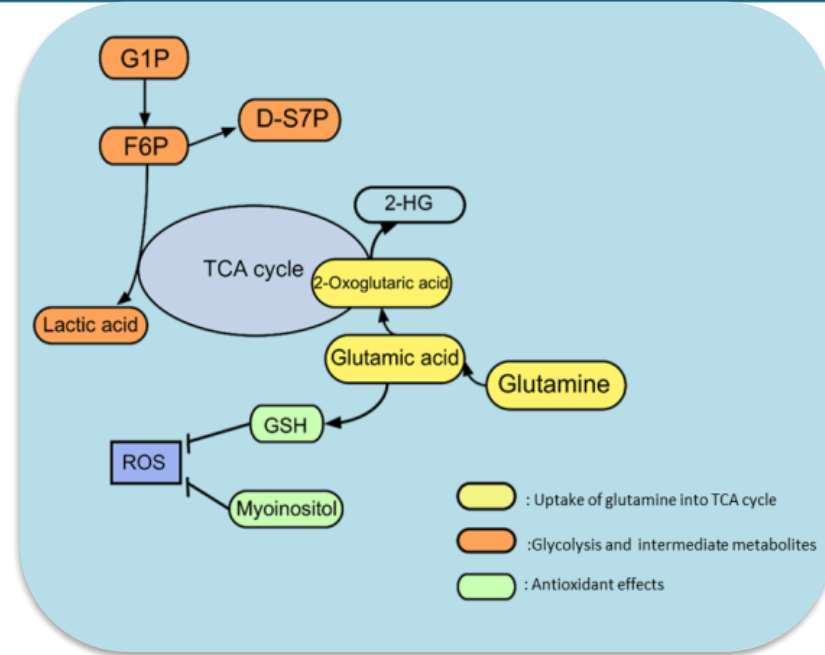 G1P
D-S7P
F6P
2-HG
TCA cycle
2-Oxoglutaric acid
Lactic acid
Glutamic acid
Glutamine
GSH
ROS
Myoinositol
: Uptake of glutamine into TCA cycle
:Glycolysis and intermediate metabolites
: Antioxidant effects